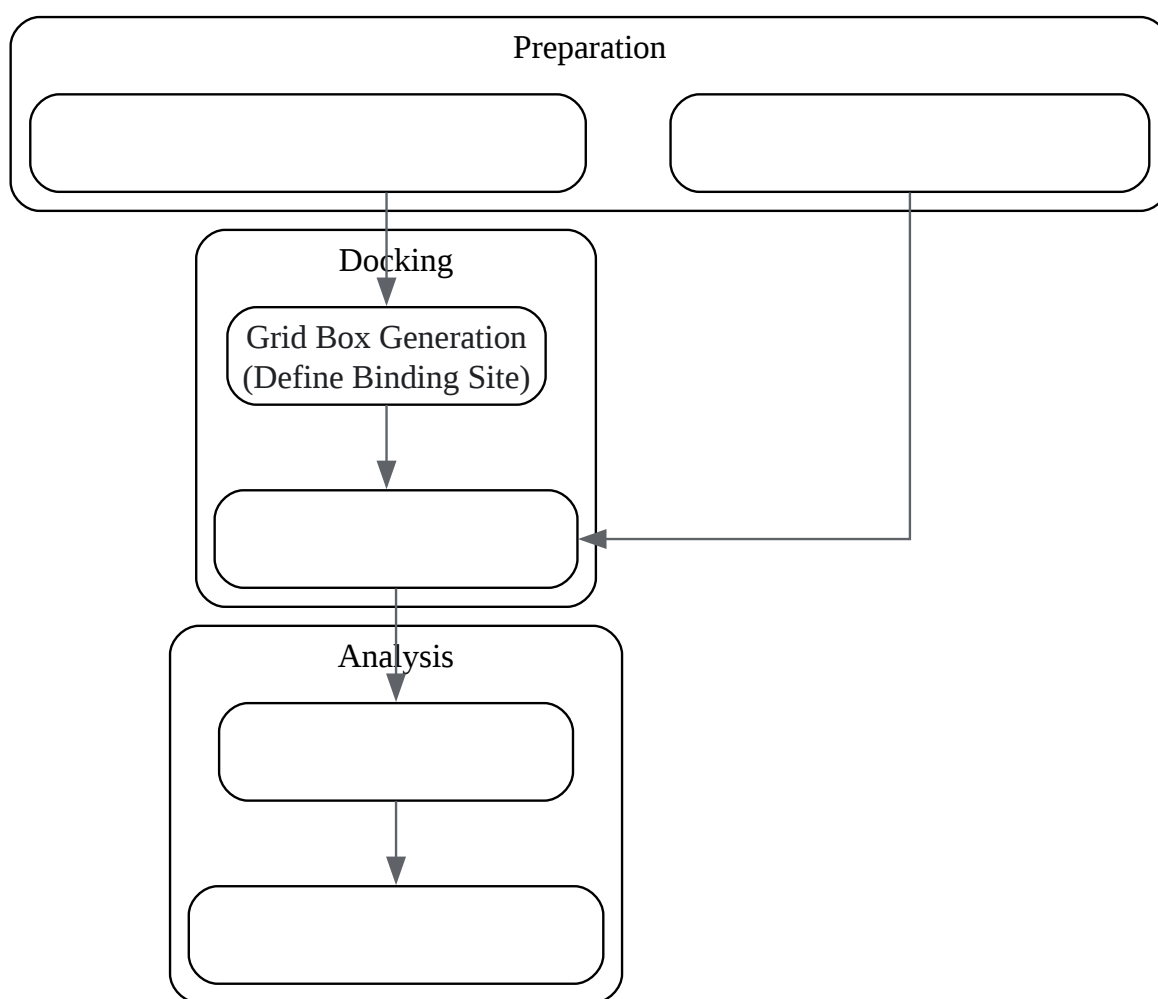 Preparation
Docking
Grid Box Generation
(Define Binding Site)
Analysis